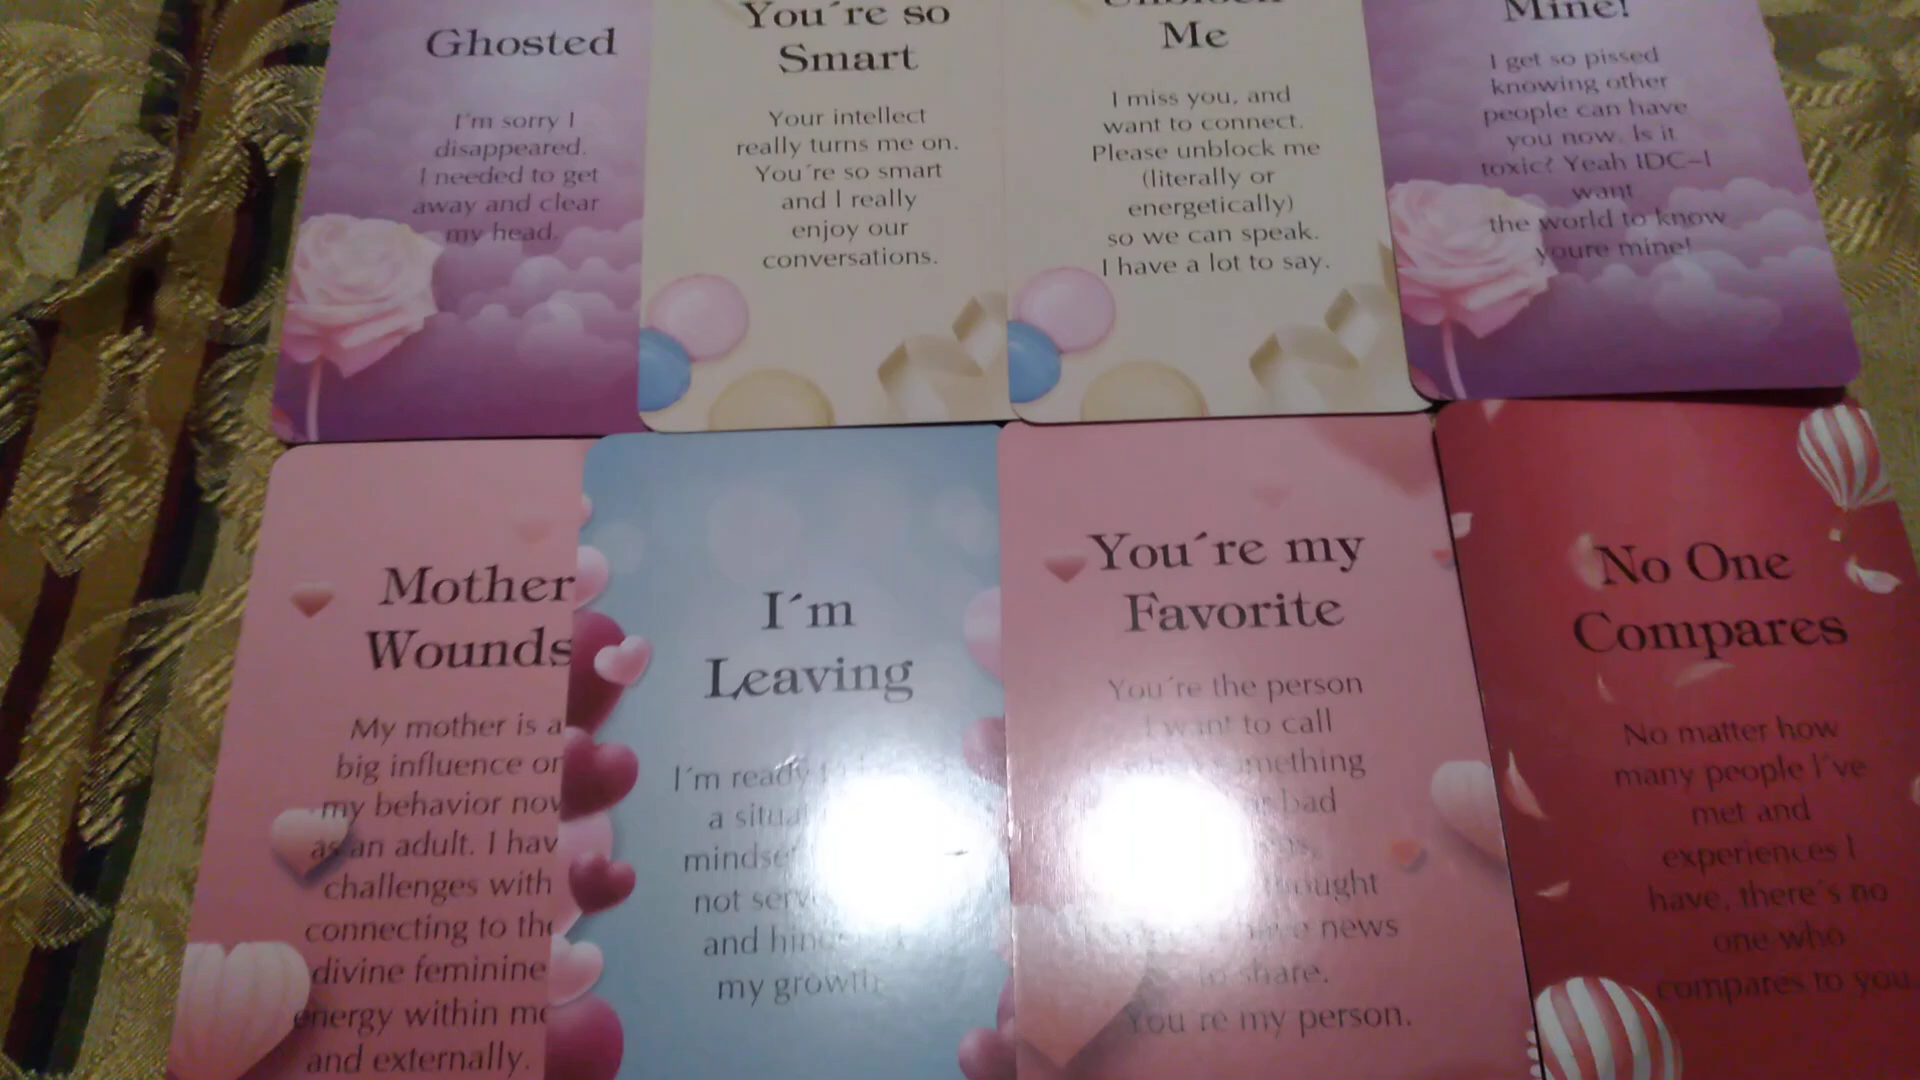 Ghosted
I'm sorry I
disappeared.
I needed to get
away and clear
my head.
You´re so
Smart
Your intellect
really turns me on.
You´re so smart
and I really
enjoy our
conversations.
Unblock
Me
I miss you, and
want to connect.
Please unblock me
(literally or
energetically)
so we can speak.
I have a lot to say.
Mine!
I get so pissed
knowing other
people can have
you now. Is it
toxic? Yeah IDC-I
want
the world to know
youre mine!
Mother
Wounds
My mother is a
big influence on
my behavior now
as an adult. I hav
challenges with
connecting to the
divine feminine
energy within me
and externally.
I´m
Leaving
I´m ready
a
mindset
not
and
my growth
You´re my
Favorite
You´re the person
I want to call
something
bad
news
to share.
You´re my person.
No One
Compares
No matter how
many people I´ve
met and
experiences I
have, there´s no
one who
compares to you.